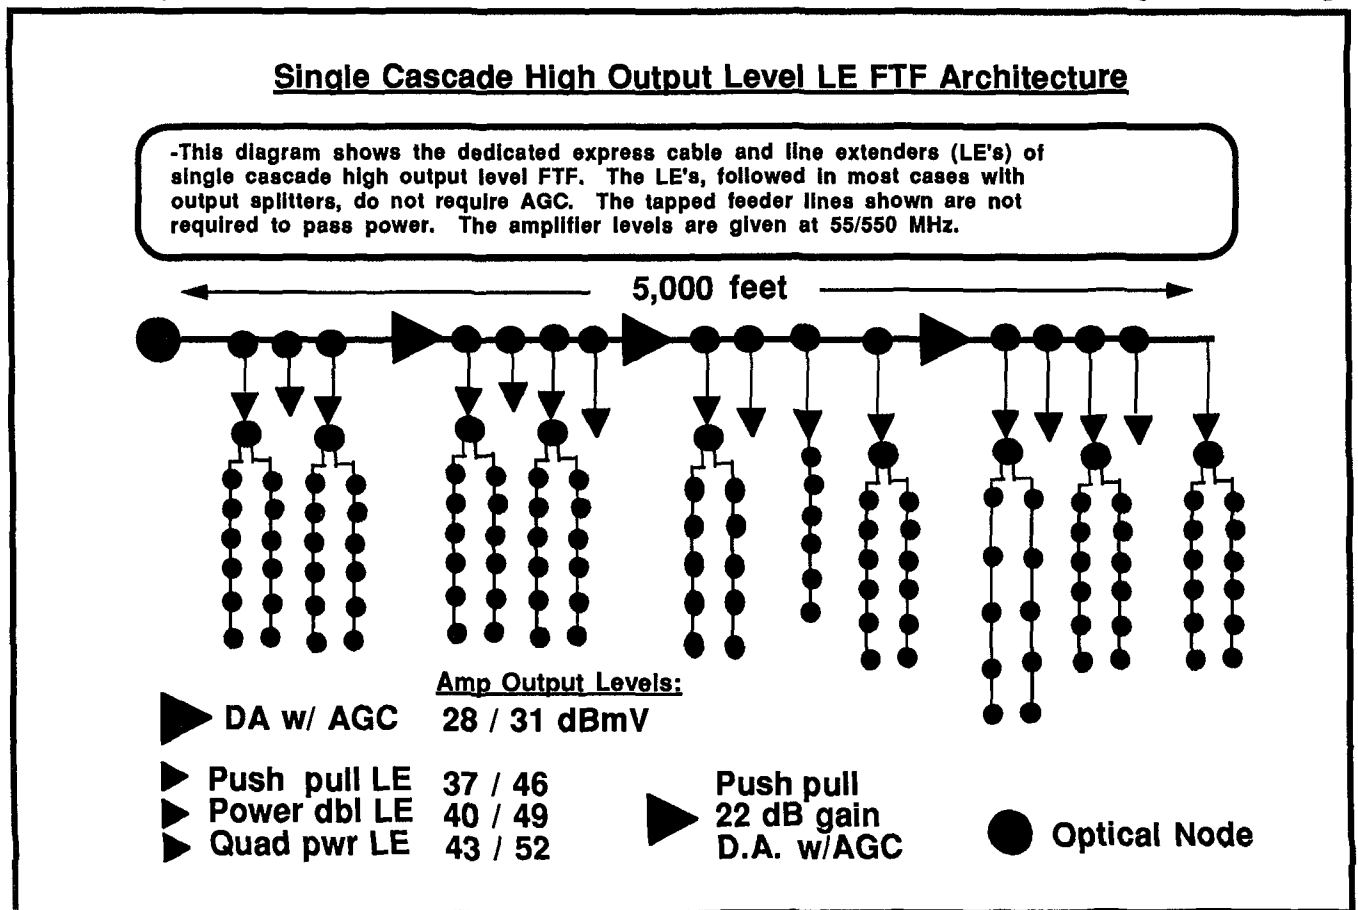 Single Cascade High Output Level LE FTF Architecture
-This diagram shows the dedicated express cable and line extenders (LE's) of
single cascade high output level FTF. The LE's, followed in most cases with
output splitters, do not require AGC. The tapped feeder lines shown are not
required to pass power. The amplifier levels are given at 55/550 MHz.
5,000 feet
Amp Output Levels:
DA w/ AGC 28 / 31 dBmV
Push pull LE 37 / 46
Power dbl LE 40 / 49
Quad pwr LE 43 / 52
Push pull
22 dB gain
D.A. w/AGC
Optical Node